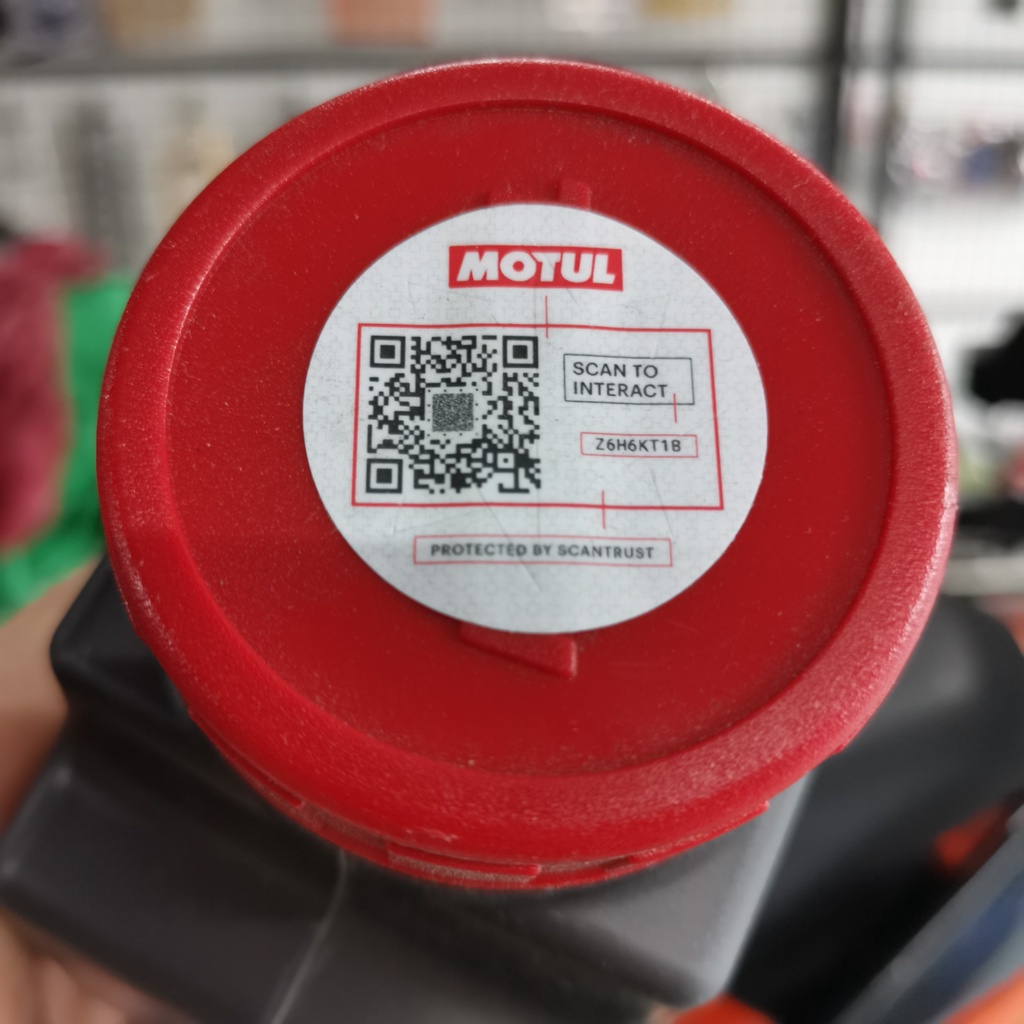 MOTUL
SCAN TO
INTERACT
Z6H6KT1B
PROTECTED BY SCANTRUST